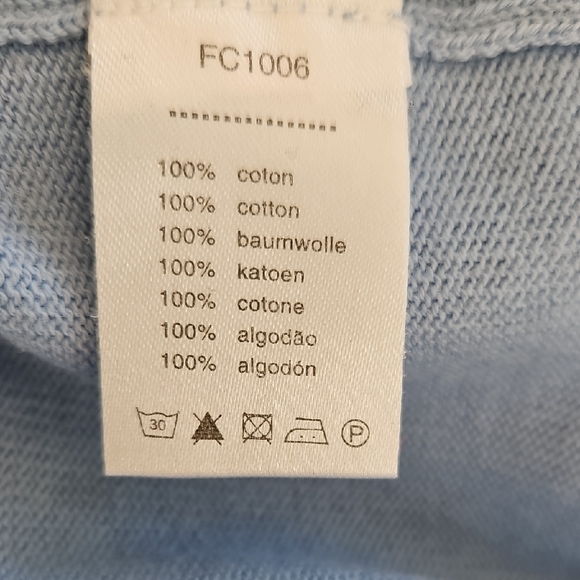 FC1006
100% coton
100% cotton
100% baumwolle
100% katoen
100% cotone
100% algodão
100% algodón
30 P